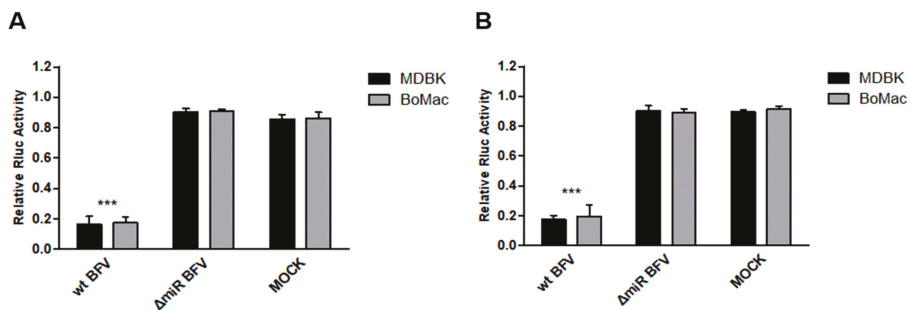 A
Relative Rluc Activity
1.2
1.0
0.8
0.6
0.4
0.2
0.0
***
wt BFV
ΔmiR BFV
MOCK
MDBK
BoMac
B
Relative Rluc Activity
1.2
1.0
0.8
0.6
0.4
0.2
0.0
***
wt BFV
ΔmiR BFV
MOCK
MDBK
BoMac